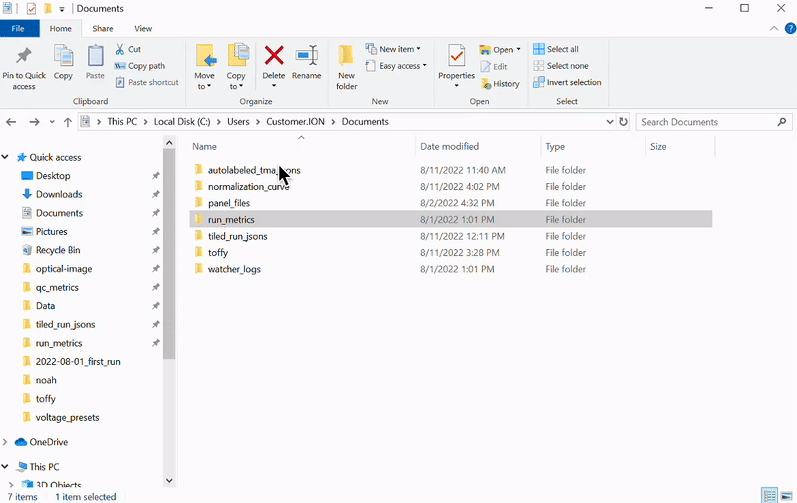 Documents
File Home Share View
Pin to Quick access
Copy
Paste
Cut
Copy path
Paste shortcut
Clipboard
Move to
Copy to
Delete
Rename
Organize
New folder
New item
Easy access
New
Properties
Open
Edit
History
Open
Select all
Select none
Invert selection
Select
This PC > Local Disk (C:) > Users > Customer.ION > Documents
Search Documents
Name Date modified Type Size
autolabeled_tma_jsons 8/11/2022 11:40 AM File folder
normalization_curve 8/11/2022 4:02 PM File folder
panel_files 8/2/2022 4:32 PM File folder
run_metrics 8/1/2022 1:01 PM File folder
tiled_run_jsons 8/11/2022 12:11 PM File folder
toffy 8/11/2022 3:28 PM File folder
watcher_logs 8/1/2022 1:01 PM File folder
Quick access
Desktop
Downloads
Documents
Pictures
Recycle Bin
optical-image
qc_metrics
Data
tiled_run_jsons
run_metrics
2022-08-01_first_run
noah
toffy
voltage_presets
OneDrive
This PC
3D Objects
7 items 1 item selected